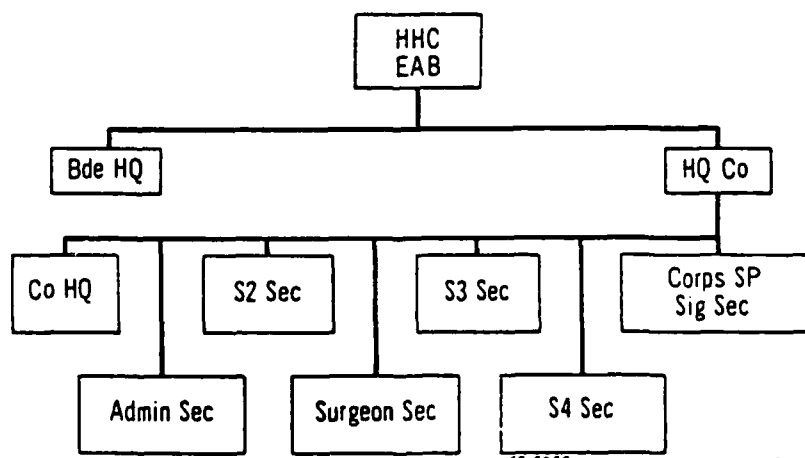 HHC
EAB
Bde HQ
HQ Co
Co HQ
S2 Sec
S3 Sec
Corps SP
Sig Sec
Admin Sec
Surgeon Sec
S4 Sec